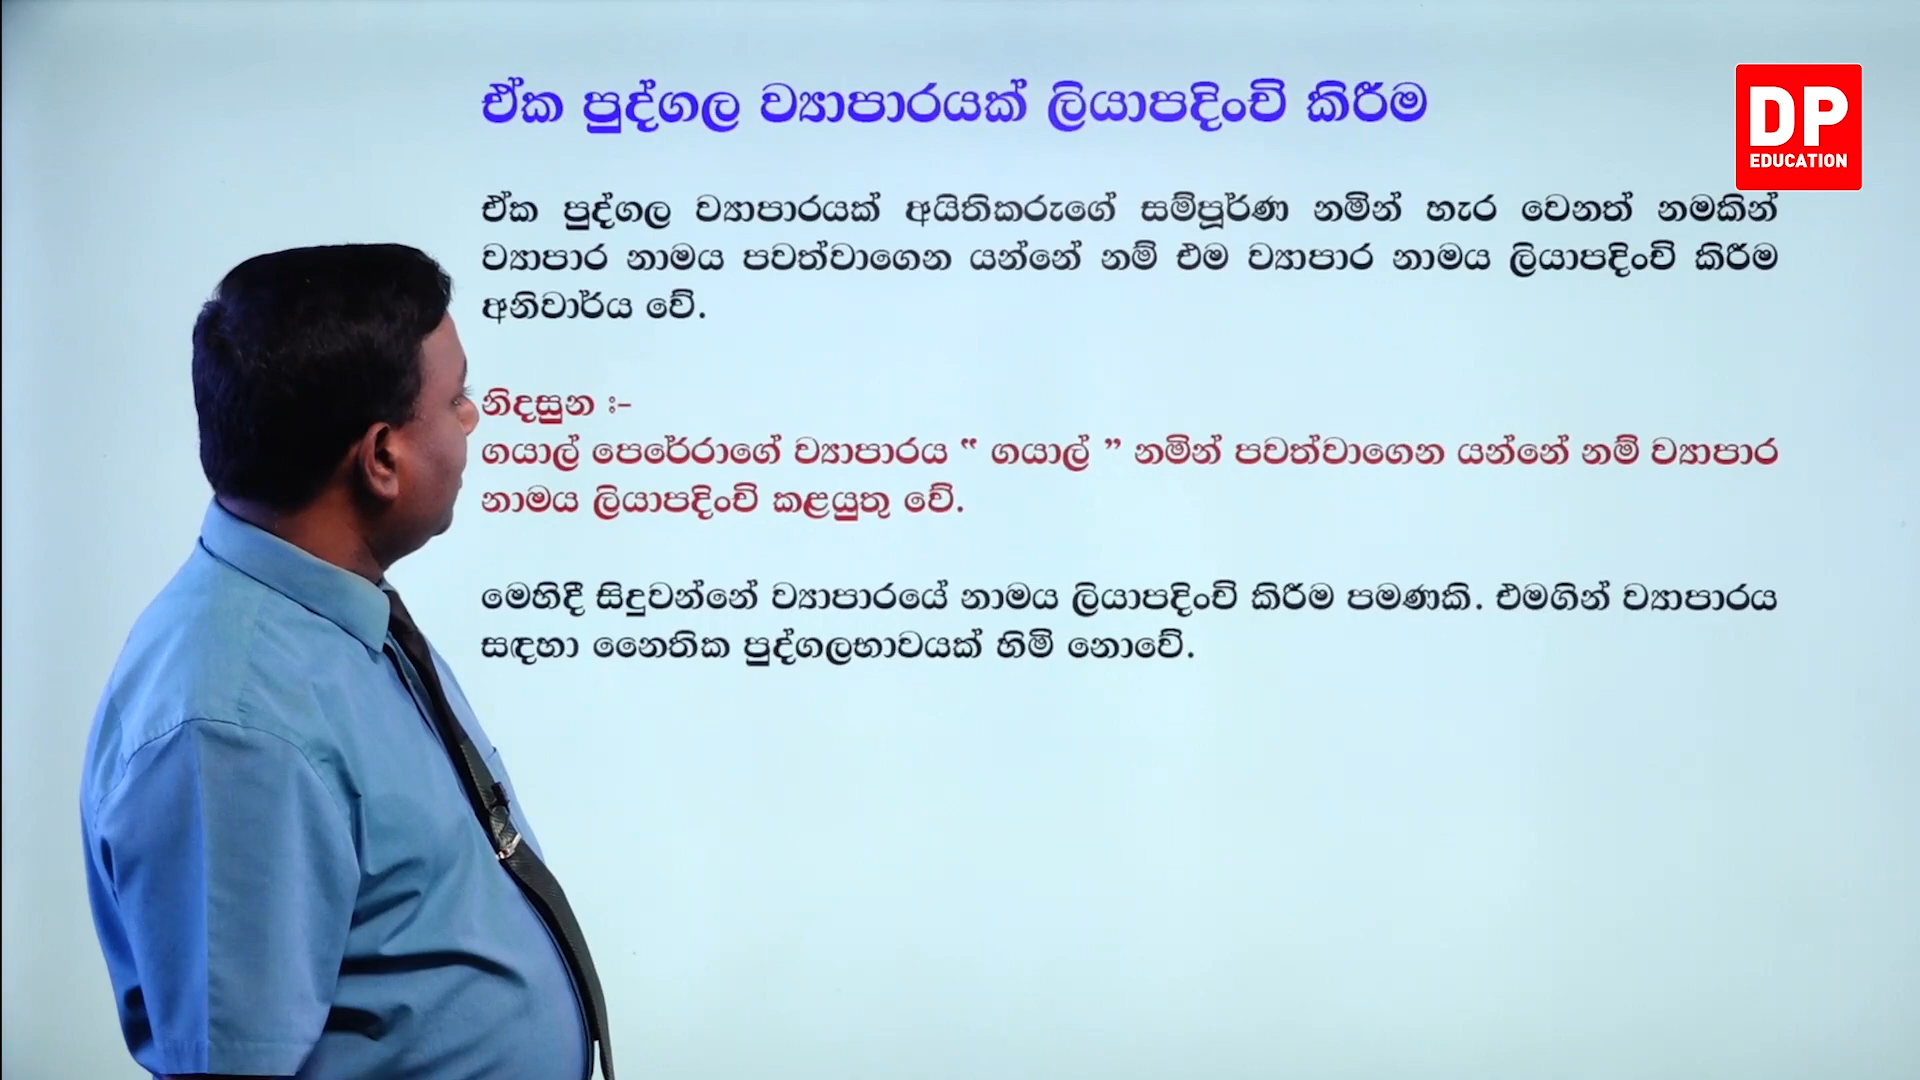 ඒක පුද්ගල ව්‍යාපාරයක් ලියාපදිංචි කිරීම
DP
EDUCATION
ඒක පුද්ගල ව්‍යාපාරයක් අයිතිකරුගේ සම්පූර්ණ නමින් හැර වෙනත් නමකින්
ව්‍යාපාර නාමය පවත්වාගෙන යන්නේ නම් එම ව්‍යාපාර නාමය ලියාපදිංචි කිරීම
අනිවාර්ය වේ.
නිදසුන :-
ගයාල් පෙරේරාගේ ව්‍යාපාරය “ ගයාල් ” නමින් පවත්වාගෙන යන්නේ නම් ව්‍යාපාර
නාමය ලියාපදිංචි කළයුතු වේ.
මෙහිදී සිදුවන්නේ ව්‍යාපාරයේ නාමය ලියාපදිංචි කිරීම පමණකි. එමගින් ව්‍යාපාරය
සඳහා නෛතික පුද්ගලභාවයක් හිමි නොවේ.